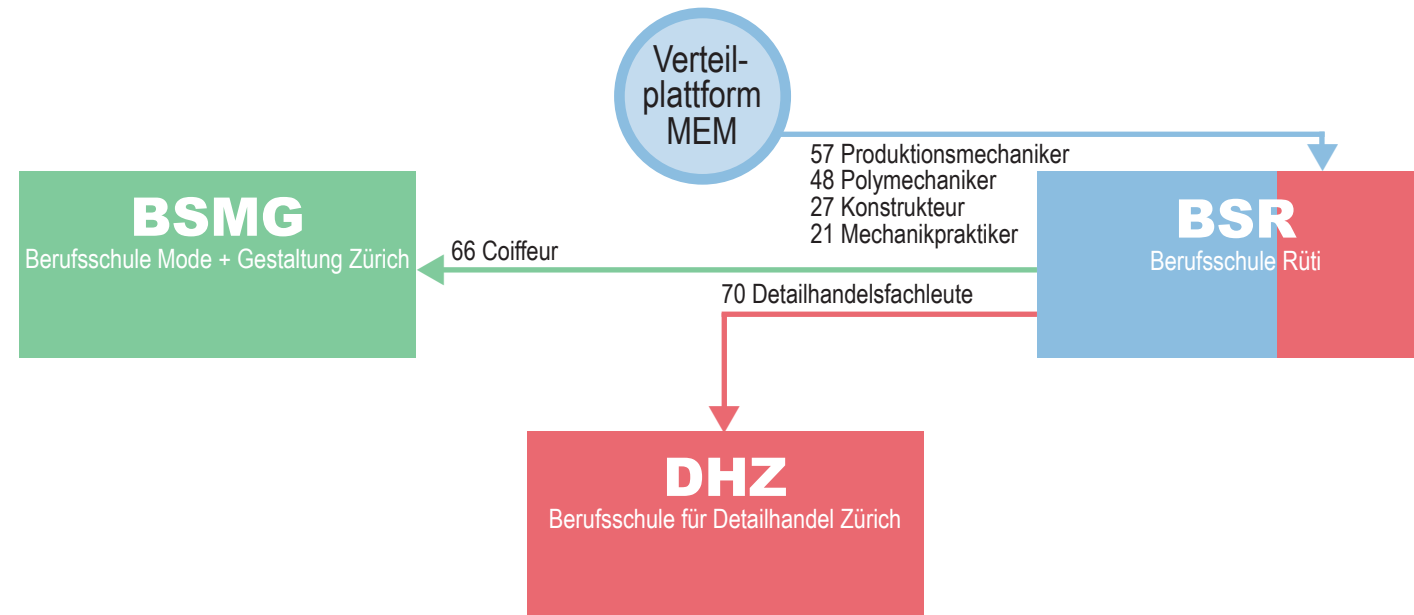 Verteil-
plattform
MEM
57 Produktionsmechaniker
48 Polymechaniker
27 Konstrukteur
21 Mechanikpraktiker
BSMG
Berufsschule Mode + Gestaltung Zürich
66 Coiffeur
BSR
Berufsschule Rüti
70 Detailhandelsfachleute
DHZ
Berufsschule für Detailhandel Zürich